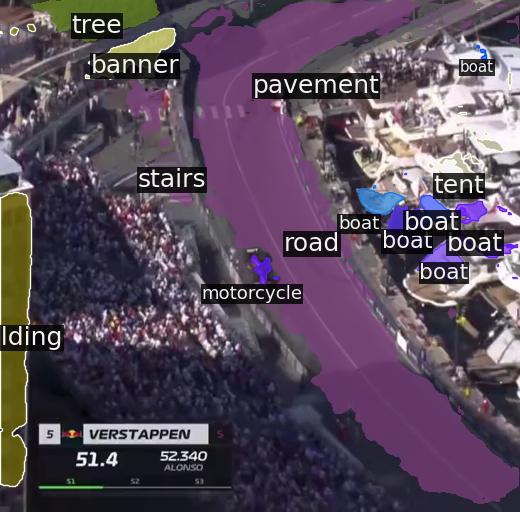 tree
banner
boat
pavement
stairs
tent
boat
boat
boat
boat
road
boat
motorcycle
lding
5 VERSTAPPEN S
51.4 52.340
ALONSO
S1 S2 S3